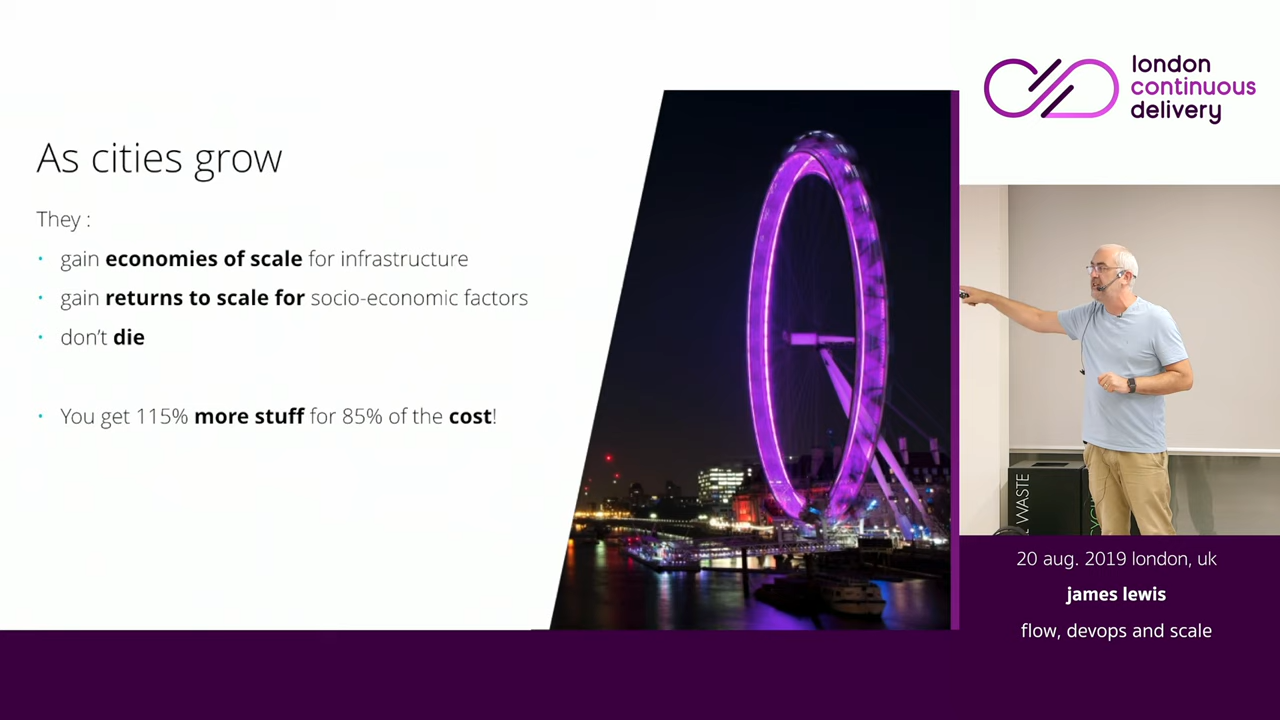 As cities grow
They :
• gain economies of scale for infrastructure
• gain returns to scale for socio-economic factors
• don't die
• You get 115% more stuff for 85% of the cost!
london
continuous
delivery
WASTE
20 aug. 2019 london, uk
james lewis
flow, devops and scale